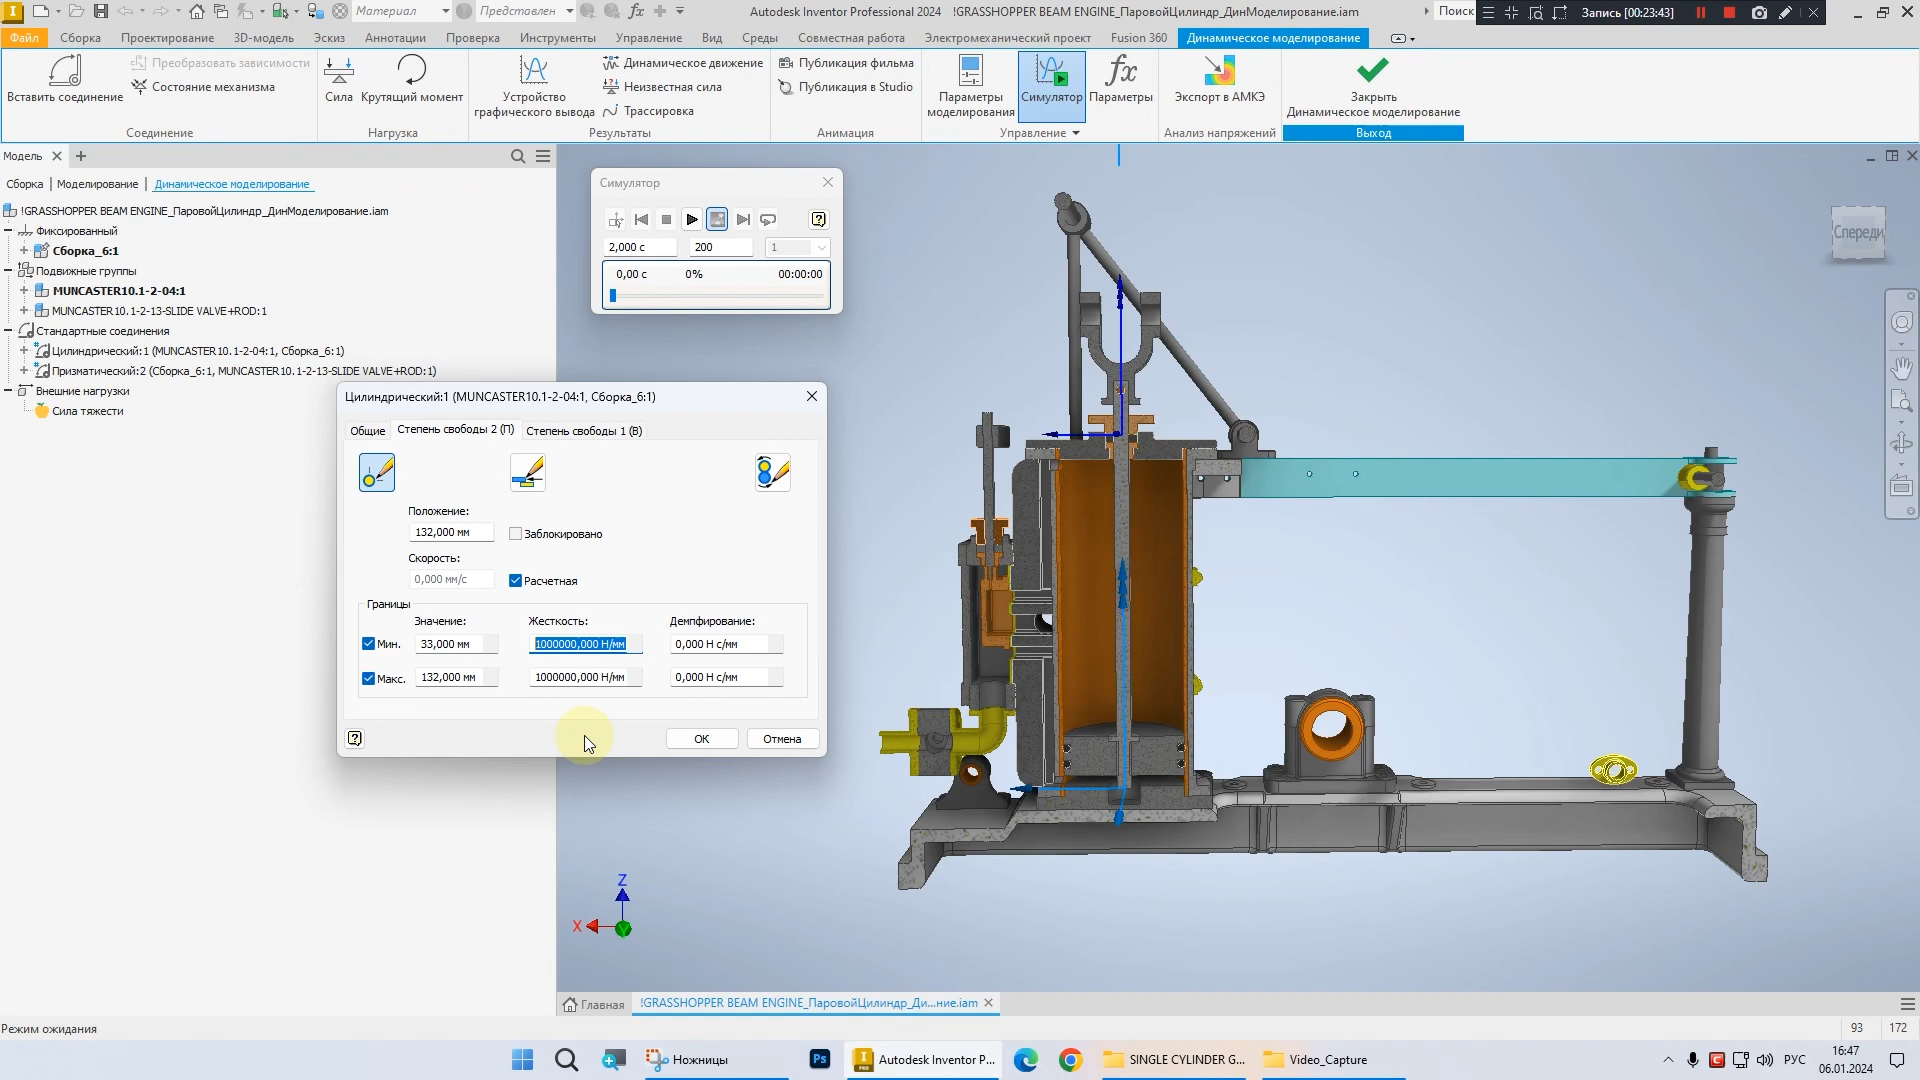 Материал
Представлен
Autodesk Inventor Professional 2024 !GRASSHOPPER BEAM ENGINE_ПаровойЦилиндр_ДинМоделирование.iam
Поиск
Запись [00:23:43]
Файл Сборка Проектирование 3D-модель Эскиз Аннотации Проверка Инструменты Управление Вид Среды Совместная работа Электромеханический проект Fusion 360 Динамическое моделирование
Вставить соединение
Преобразовать зависимости
Состояние механизма
Соединение
Сила
Крутящий момент
Нагрузка
Устройство
графического вывода
Динамическое движение
Неизвестная сила
Трассировка
Результаты
Публикация фильма
Публикация в Studio
Анимация
Параметры
моделирования
Симулятор
Параметры
Управление
Экспорт в АМКЭ
Анализ напряжений
Закрыть
Динамическое моделирование
Выход
Модель
Сборка | Моделирование | Динамическое моделирование
!GRASSHOPPER BEAM ENGINE_ПаровойЦилиндр_ДинМоделирование.iam
Фиксированный
Сборка_6:1
Подвижные группы
MUNCASTER10.1-2-04:1
MUNCASTER10.1-2-13-SLIDE VALVE+ROD:1
Стандартные соединения
Цилиндрический:1 (MUNCASTER10.1-2-04:1, Сборка_6:1)
Призматический:2 (Сборка_6:1, MUNCASTER10.1-2-13-SLIDE VALVE+ROD:1)
Внешние нагрузки
Сила тяжести
Симулятор
2,000 с 200 1
0,00 с 0% 00:00:00
Спереди
Цилиндрический:1 (MUNCASTER10.1-2-04:1, Сборка_6:1)
Общие Степень свободы 2 (П) Степень свободы 1 (В)
Положение:
132,000 мм Заблокировано
Скорость:
0,000 мм/с Расчетная
Границы
Значение: Жесткость: Демпфирование:
Мин. 33,000 мм 1000000,000 Н/мм 0,000 Н с/мм
Макс. 132,000 мм 1000000,000 Н/мм 0,000 Н с/мм
OK Отмена
Z
X
Y
Главная !GRASSHOPPER BEAM ENGINE_ПаровойЦилиндр_Ди...ние.iam
Режим ожидания
93 172
Ножницы
Ps
Autodesk Inventor P...
SINGLE CYLINDER G...
Video_Capture
РУС
16:47
06.01.2024